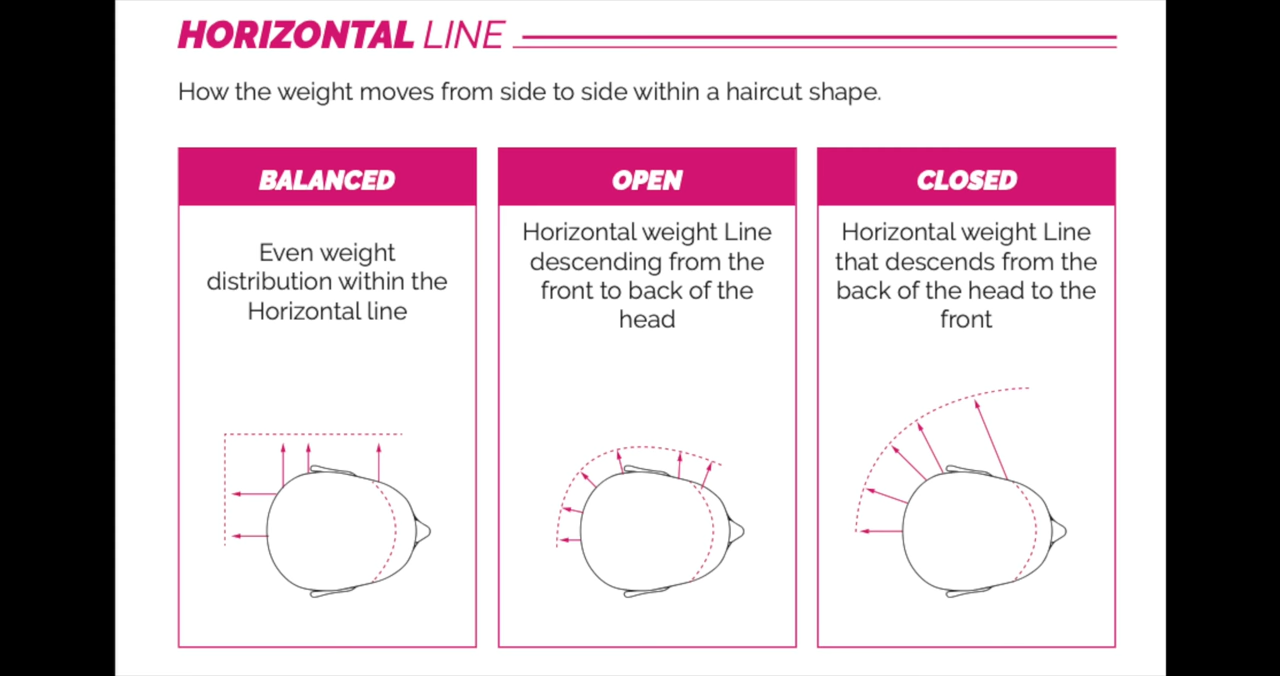 HORIZONTAL LINE
How the weight moves from side to side within a haircut shape.
BALANCED
Even weight
distribution within the
Horizontal line
OPEN
Horizontal weight Line
descending from the
front to back of the
head
CLOSED
Horizontal weight Line
that descends from the
back of the head to the
front